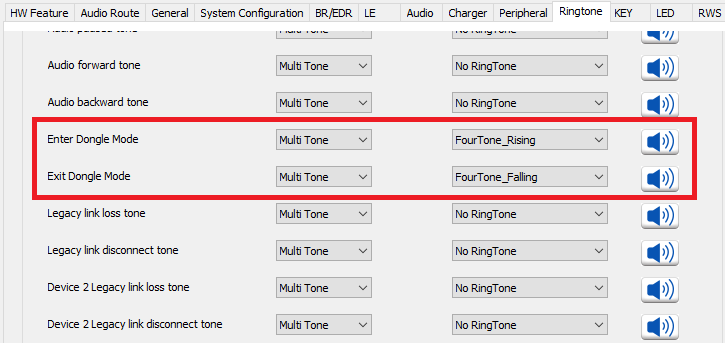 HW Feature Audio Route General System Configuration BR/EDR LE Audio Charger Peripheral Ringtone KEY LED RWS
Audio paused tone Multi Tone No RingTone
Audio forward tone Multi Tone No RingTone
Audio backward tone Multi Tone No RingTone
Enter Dongle Mode Multi Tone FourTone_Rising
Exit Dongle Mode Multi Tone FourTone_Falling
Legacy link loss tone Multi Tone No RingTone
Legacy link disconnect tone Multi Tone No RingTone
Device 2 Legacy link loss tone Multi Tone No RingTone
Device 2 Legacy link disconnect tone Multi Tone No RingTone